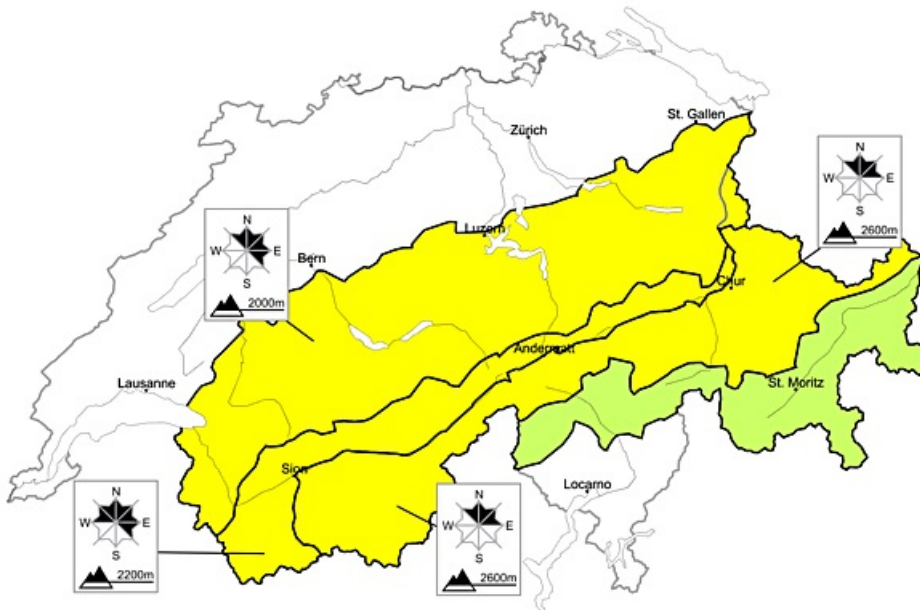 St. Gallen
Zürich
N
W E
S
2600m
N
W E
S
2000m
Luzern
Bern
Chur
Andermatt
Lausanne
St. Moritz
Sion
Locarno
N
W E
S
2200m
N
W E
S
2600m